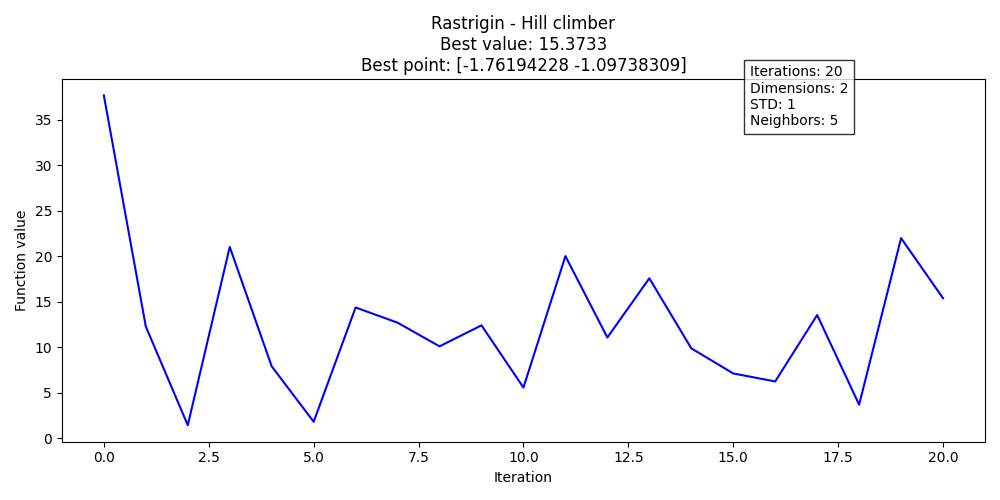 Rastrigin - Hill climber
Best value: 15.3733
Best point: [-1.76194228 -1.09738309]
Iterations: 20
Dimensions: 2
STD: 1
Neighbors: 5
Function value
35
30
25
20
15
10
5
0
0.0 2.5 5.0 7.5 10.0 12.5 15.0 17.5 20.0
Iteration